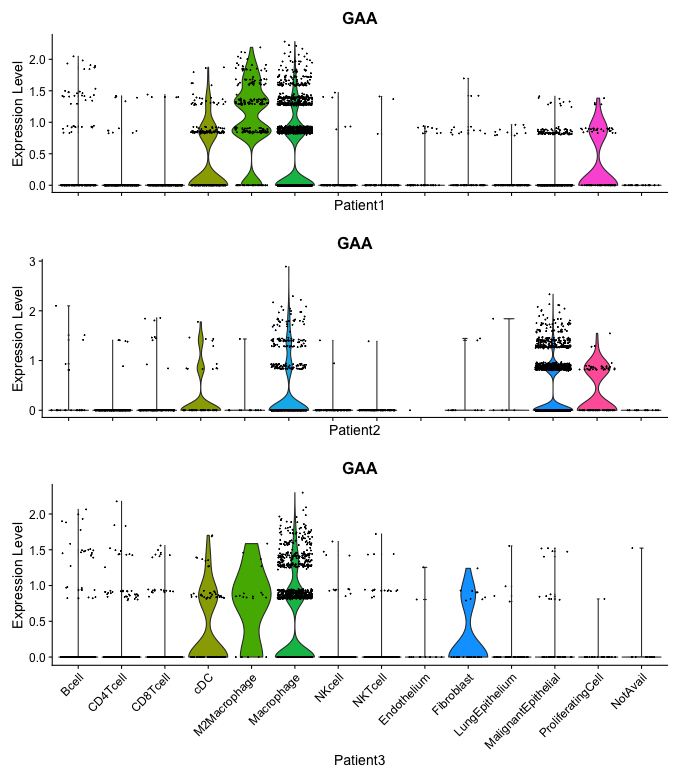 GAA
Expression Level
2.0
1.5
1.0
0.5
0.0
Patient1
GAA
Expression Level
3
2
1
0
Patient2
GAA
Expression Level
2.0
1.5
1.0
0.5
0.0
Bcell
CD4Tcell
CD8Tcell
cDC
M2Macrophage
Macrophage
NKcell
NKTcell
Endothelium
Fibroblast
LungEpithelium
MalignantEpithelial
ProliferatingCell
NotAvail
Patient3